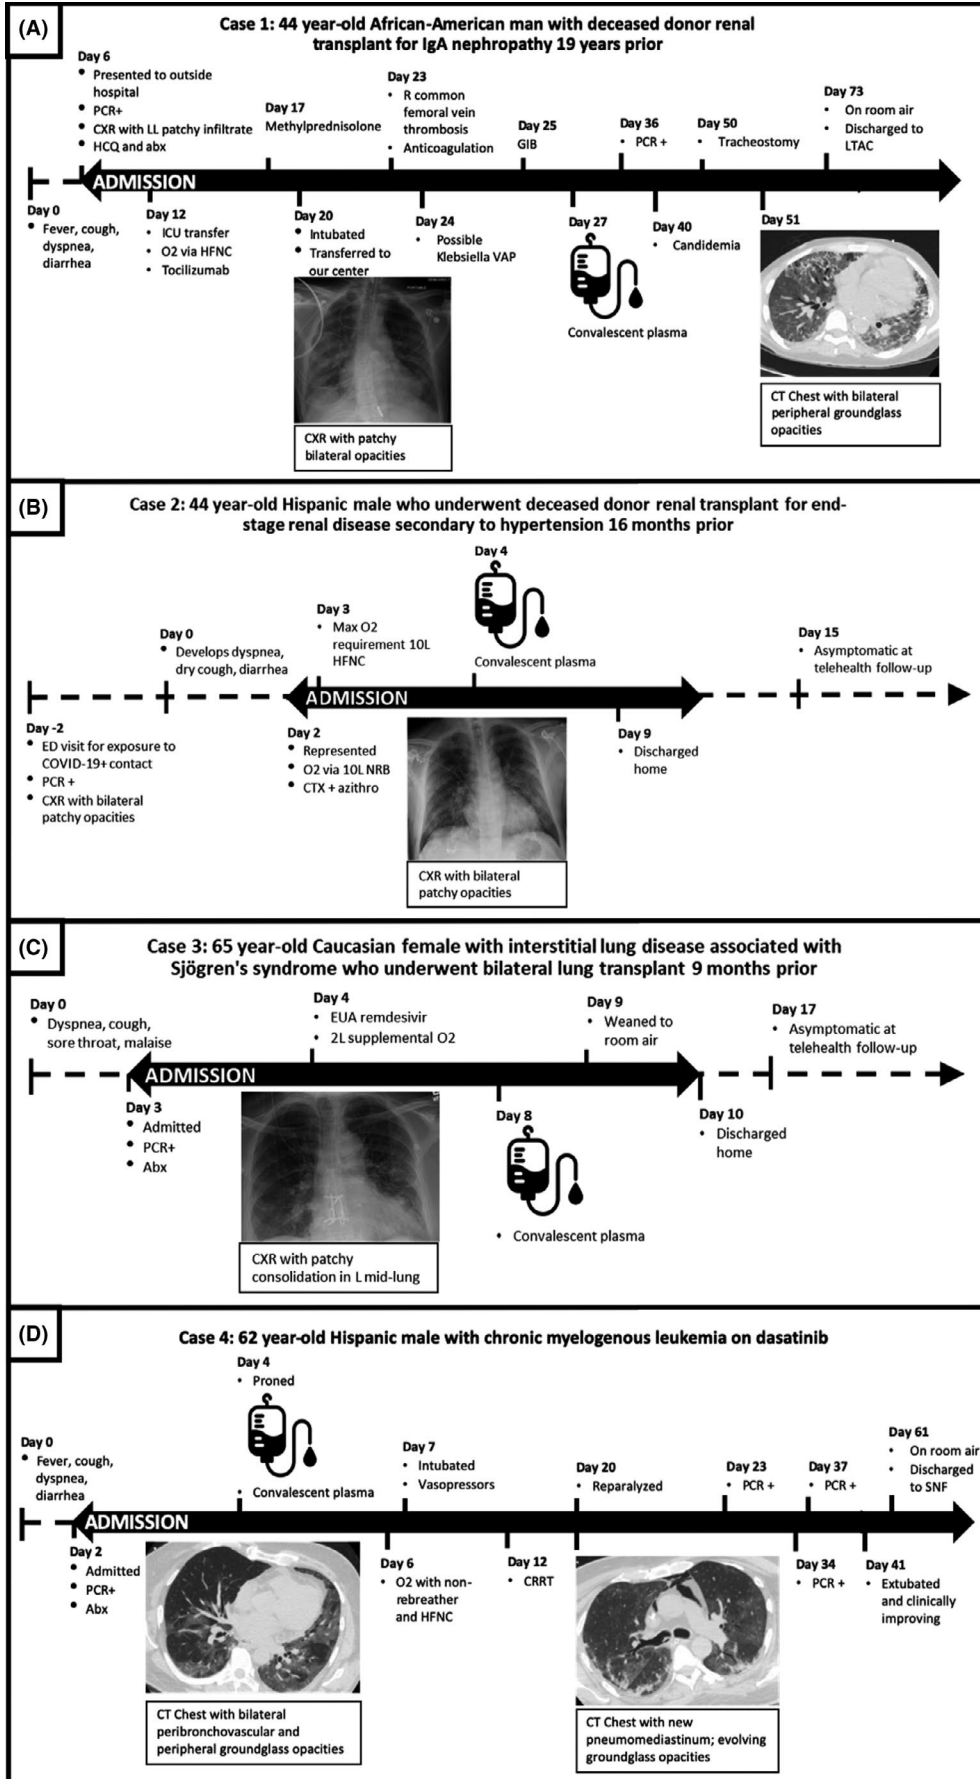 (A)
Case 1: 44 year-old African-American man with deceased donor renal
transplant for IgA nephropathy 19 years prior
Day 6
• Presented to outside
hospital
• PCR+
• CXR with LL patchy infiltrate
• HCQ and abx
Day 17
Methylprednisolone
Day 23
• R common
femoral vein
thrombosis
• Anticoagulation
Day 25
GIB
Day 36
• PCR +
Day 50
• Tracheostomy
Day 73
• On room air
• Discharged to
LTAC
ADMISSION
Day 0
• Fever, cough,
dyspnea,
diarrhea
Day 12
• ICU transfer
• O2 via HFNC
• Tocilizumab
Day 20
• Intubated
• Transferred to
our center
CXR with patchy
bilateral opacities
Day 24
• Possible
Klebsiella VAP
Day 27
Convalescent plasma
Day 40
• Candidemia
Day 51
CT Chest with bilateral
peripheral groundglass
opacities
(B)
Case 2: 44 year-old Hispanic male who underwent deceased donor renal transplant for end-
stage renal disease secondary to hypertension 16 months prior
Day 0
• Develops dyspnea,
dry cough, diarrhea
Day 3
• Max O2
requirement 10L
HFNC
Day 4
Convalescent plasma
Day 15
• Asymptomatic at
telehealth follow-up
ADMISSION
Day -2
• ED visit for exposure to
COVID-19+ contact
• PCR +
• CXR with bilateral
patchy opacities
Day 2
• Represented
• O2 via 10L NRB
• CTX + azithro
CXR with bilateral
patchy opacities
Day 9
• Discharged
home
(C)
Case 3: 65 year-old Caucasian female with interstitial lung disease associated with
Sjögren's syndrome who underwent bilateral lung transplant 9 months prior
Day 0
• Dyspnea, cough,
sore throat, malaise
Day 4
• EUA remdesivir
• 2L supplemental O2
Day 9
• Weaned to
room air
Day 17
• Asymptomatic at
telehealth follow-up
ADMISSION
Day 3
• Admitted
• PCR+
• Abx
CXR with patchy
consolidation in L mid-lung
Day 8
• Convalescent plasma
Day 10
• Discharged
home
(D)
Case 4: 62 year-old Hispanic male with chronic myelogenous leukemia on dasatinib
Day 0
• Fever, cough,
dyspnea,
diarrhea
Day 4
• Proned
• Convalescent plasma
Day 7
• Intubated
• Vasopressors
Day 20
• Reparalyzed
Day 23
• PCR +
Day 37
• PCR +
Day 61
• On room air
• Discharged
to SNF
ADMISSION
Day 2
• Admitted
• PCR+
• Abx
CT Chest with bilateral
peribronchovascular and
peripheral groundglass opacities
Day 6
• O2 with non-
rebreather
and HFNC
Day 12
• CRRT
CT Chest with new
pneumomediastinum; evolving
groundglass opacities
Day 34
• PCR +
Day 41
• Extubated
and clinically
improving